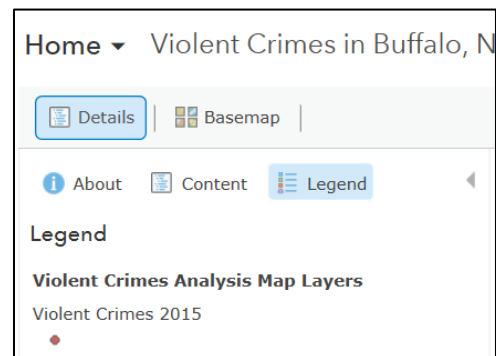 Home Violent Crimes in Buffalo, N
Details Basemap
About Content Legend
Legend
Violent Crimes Analysis Map Layers
Violent Crimes 2015